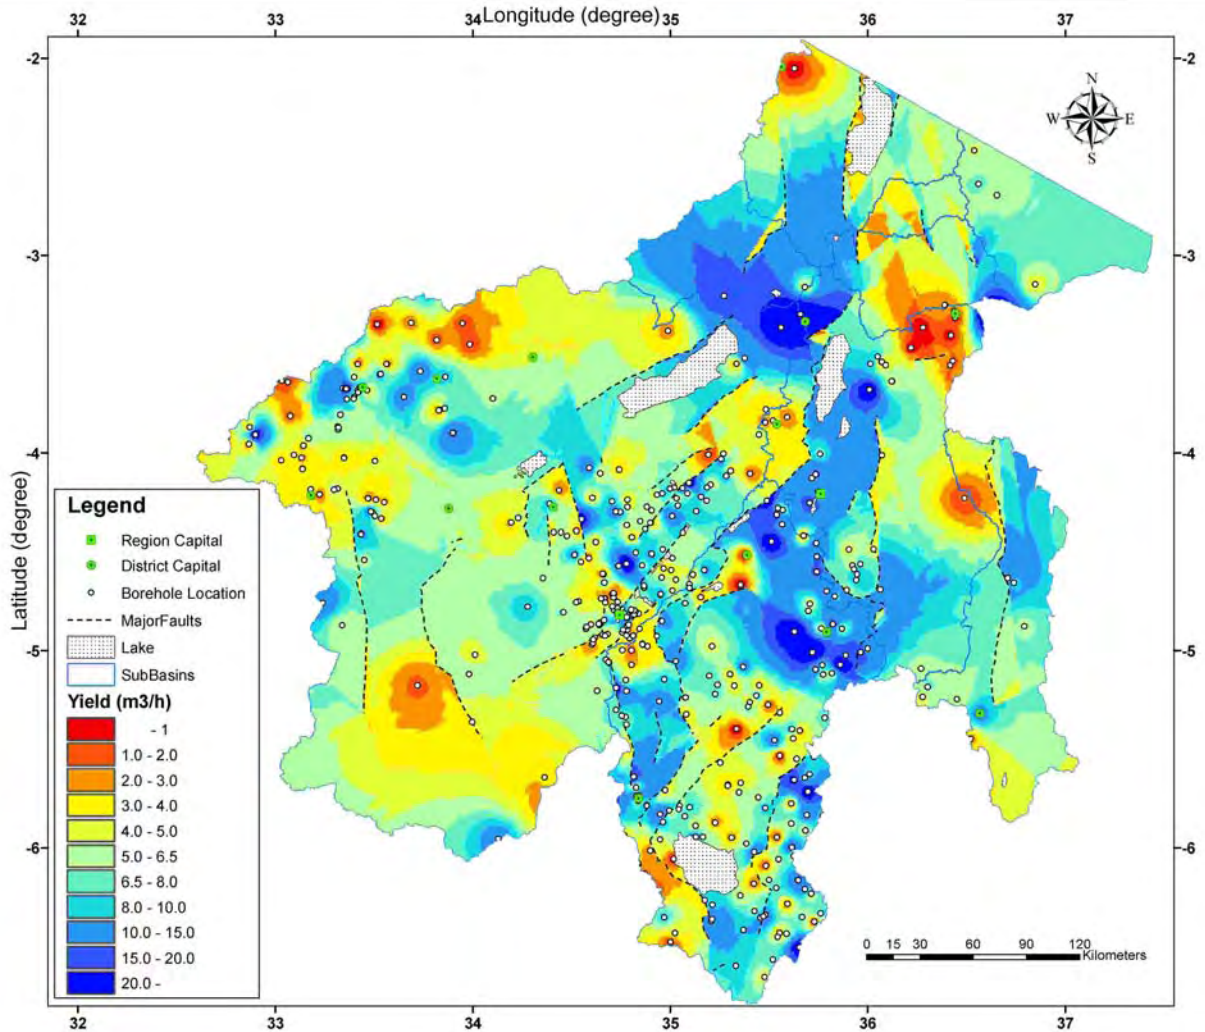 Longitude (degree)
32 33 34 35 36 37
-2 -2
N
W E
S
-3 -3
-4 -4
Latitude (degree)
Legend
Region Capital
District Capital
Borehole Location
MajorFaults
Lake
SubBasins
Yield (m3/h)
- 1
1.0 - 2.0
2.0 - 3.0
3.0 - 4.0
4.0 - 5.0
5.0 - 6.5
6.5 - 8.0
8.0 - 10.0
10.0 - 15.0
15.0 - 20.0
20.0 -
-5 -5
-6 -6
0 15 30 60 90 120
Kilometers
32 33 34 35 36 37